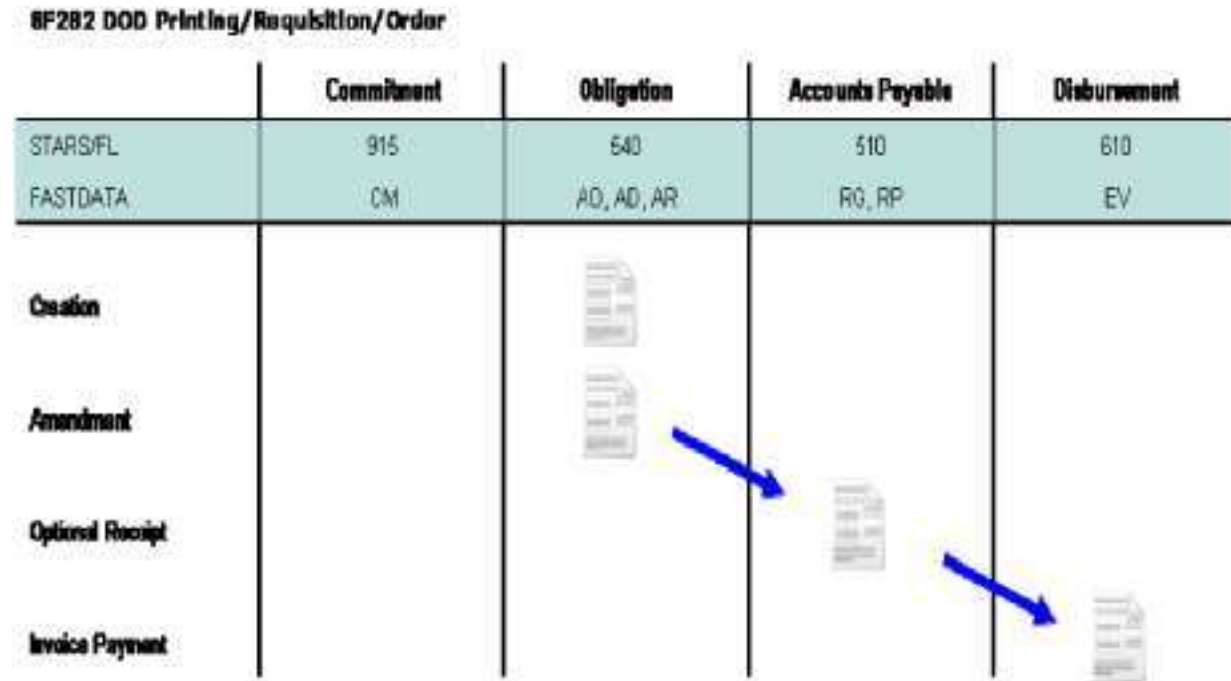 SF282 DOD Printing/Requisition/Order
Commitment Obligation Accounts Payable Disbursement
STARS/FL 915 640 510 610
FASTDATA CM AO, AD, AR RG, RP EV
Creation
Amendment
Optional Receipt
Invoice Payment